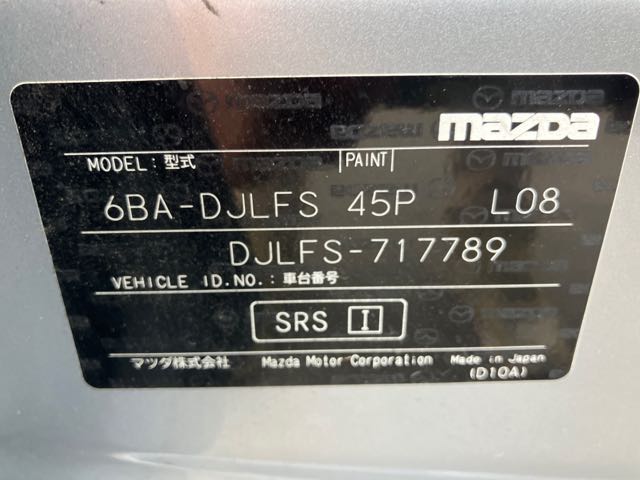 mazda
MODEL: 型式 PAINT
6BA-DJLFS 45P L08
DJLFS-717789
VEHICLE ID.NO.: 車台番号
SRS I
マツダ株式会社 Mazda Motor Corporation Made in Japan
(D10A)